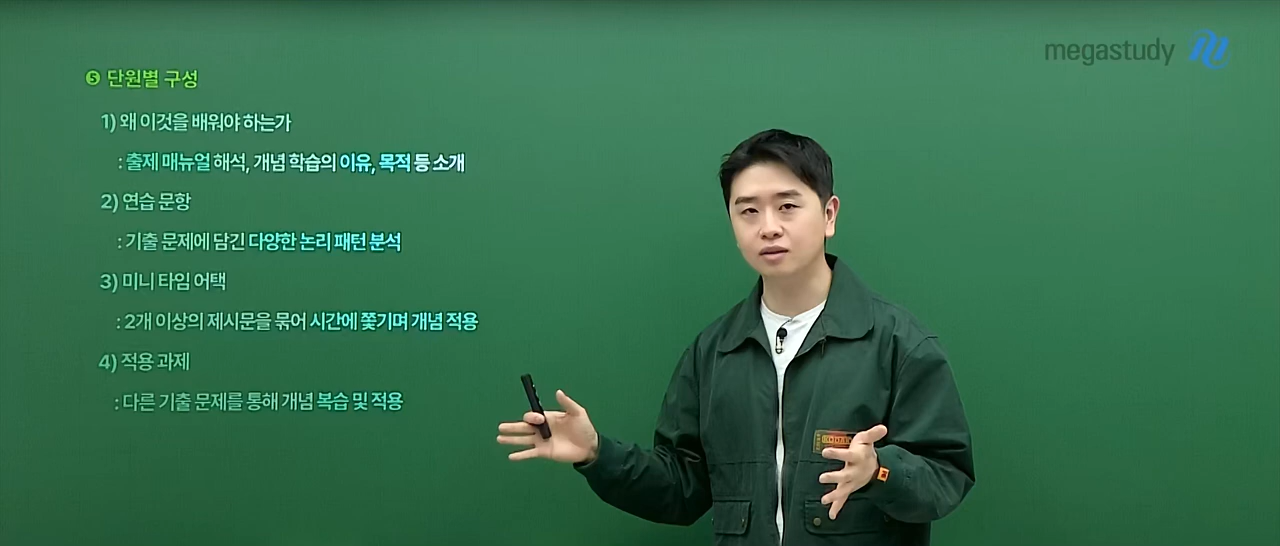 megastudy
❺ 단원별 구성
1) 왜 이것을 배워야 하는가
: 출제 매뉴얼 해석, 개념 학습의 이유, 목적 등 소개
2) 연습 문항
: 기출 문제에 담긴 다양한 논리 패턴 분석
3) 미니 타임 어택
: 2개 이상의 제시문을 묶어 시간에 쫓기며 개념 적용
4) 적용 과제
: 다른 기출 문제를 통해 개념 복습 및 적용